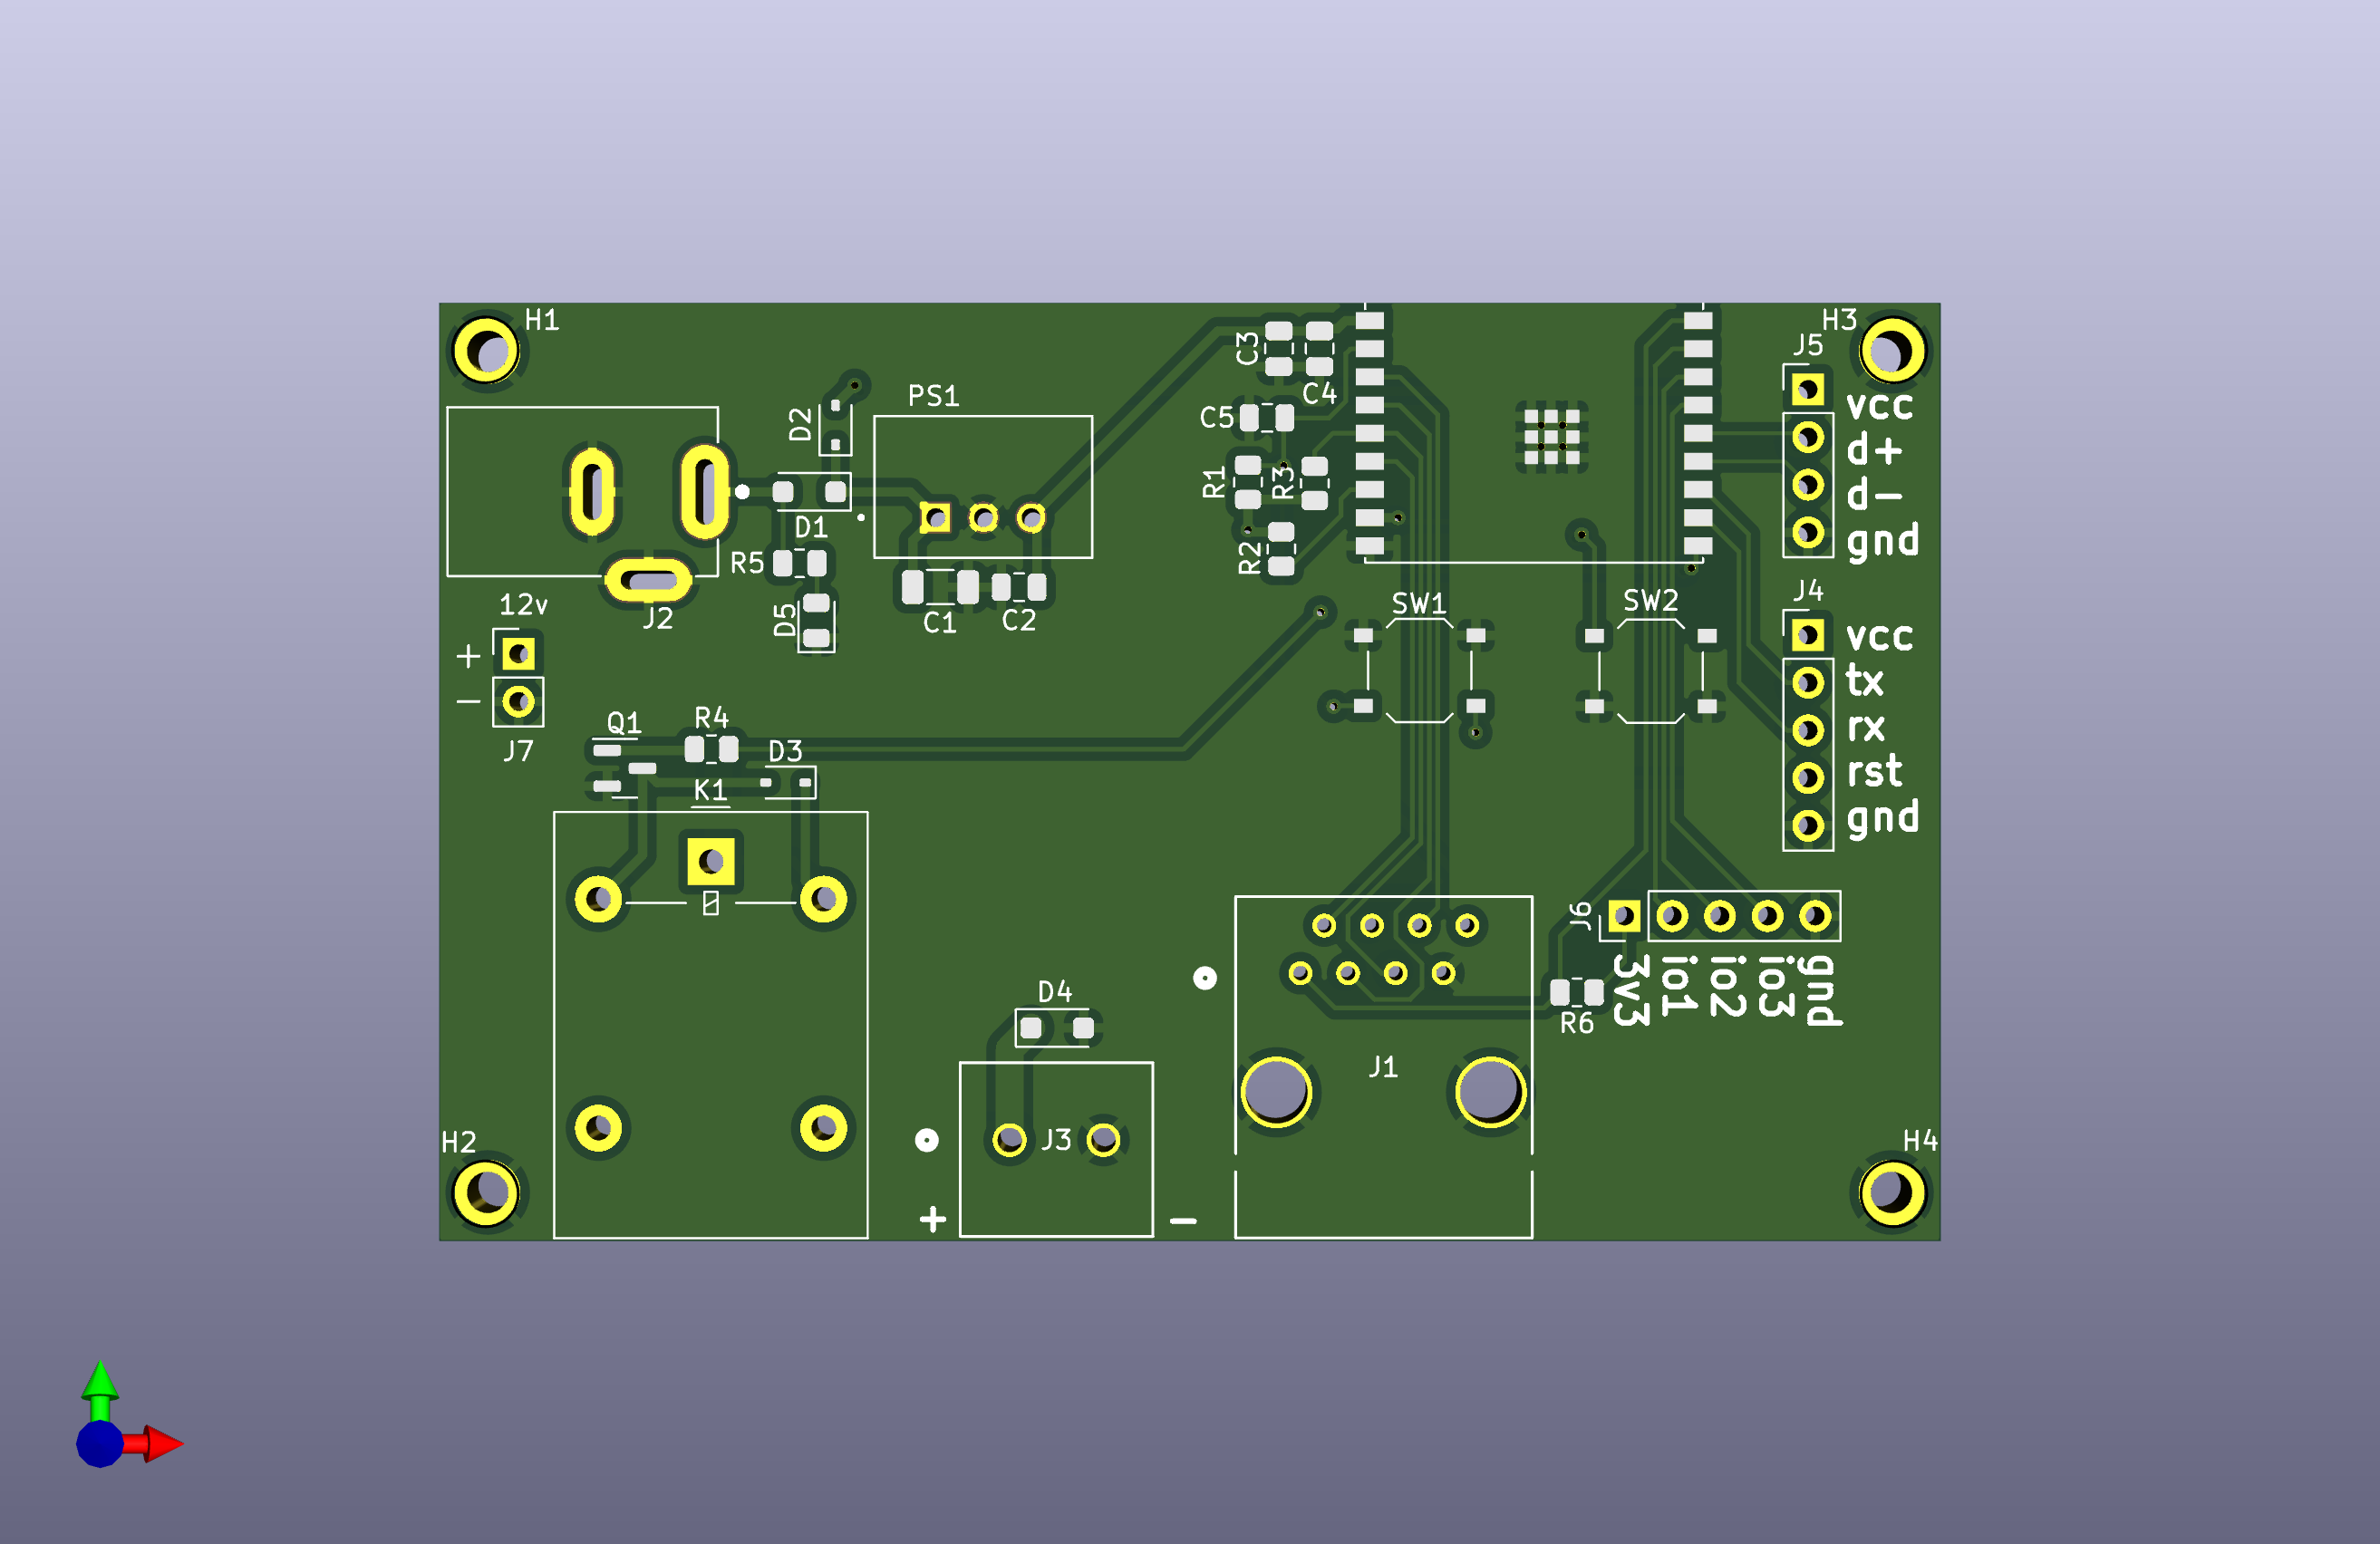 H1
H3
J5
C3
C4
vcc
PS1
D2
C5
d+
R1
R3
d-
D1
gnd
R5
R2
J4
12v
SW1
SW2
J2
D5
C1
C2
vcc
+
tx
-
R4
Q1
rx
J7
D3
rst
K1
gnd
0
J6
3v3
io1
io2
io3
gnd
D4
R6
J1
H2
J3
H4
+
-